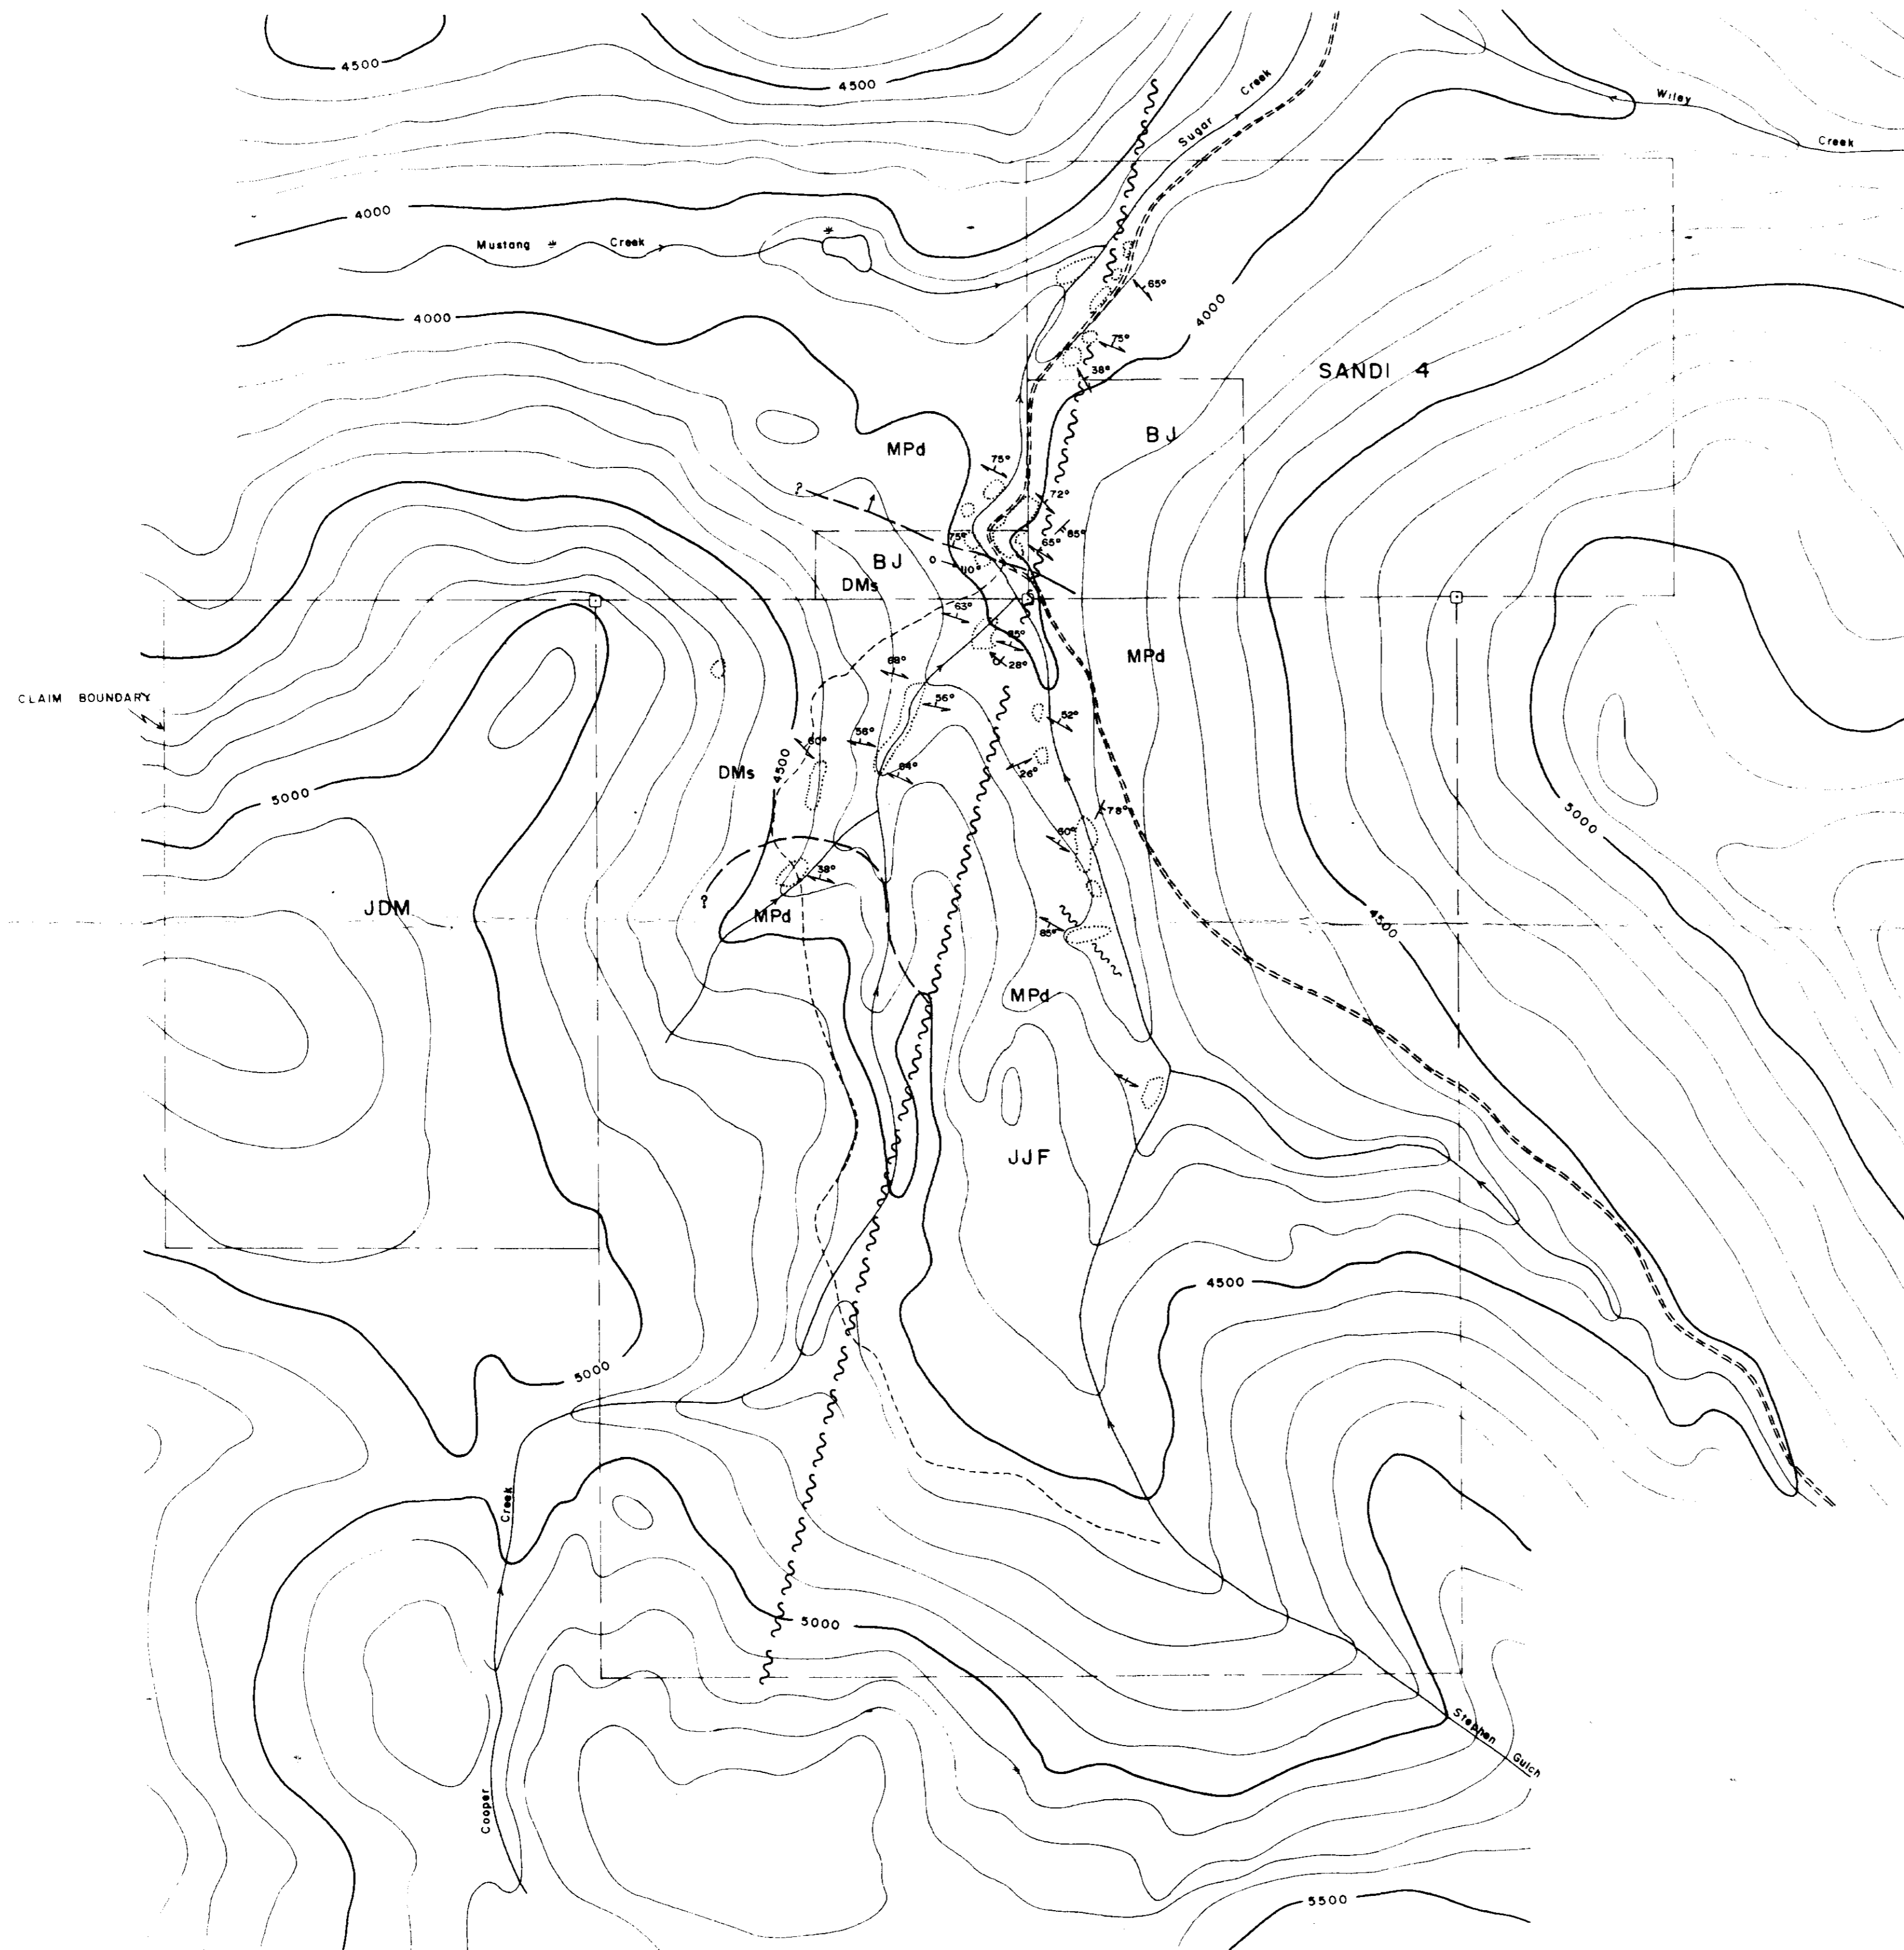 4500
4500
Sugar Creek
Wiley
Creek
4000
Mustang Creek
65°
4000
4000
75°
38°
SANDI 4
BJ
MPd
75°
?
72°
85°
75°
65°
BJ
O
110°
DMs
63°
85°
MPd
28°
68°
CLAIM BOUNDARY
56°
52°
56°
60°
DMs
4500
26°
64°
5000
78°
5000
60°
38°
?
JDM
MPd
4500
85°
MPd
JJF
4500
5000
Creek
5000
Stephen
Gulch
Cooper
5500